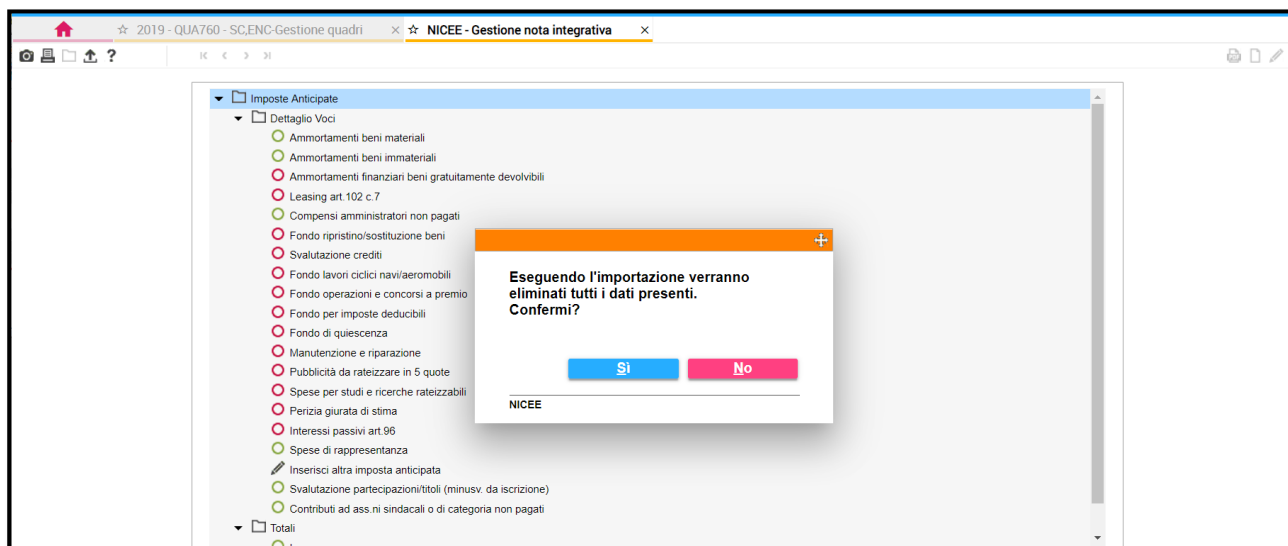 ☆ 2019 - QUA760 - SC,ENC-Gestione quadri × ☆ NICEE - Gestione nota integrativa ×
?
Imposte Anticipate
Dettaglio Voci
Ammortamenti beni materiali
Ammortamenti beni immateriali
Ammortamenti finanziari beni gratuitamente devolvibili
Leasing art.102 c.7
Compensi amministratori non pagati
Fondo ripristino/sostituzione beni
Svalutazione crediti
Fondo lavori ciclici navi/aeromobili
Fondo operazioni e concorsi a premio
Fondo per imposte deducibili
Fondo di quiescenza
Manutenzione e riparazione
Pubblicità da rateizzare in 5 quote
Spese per studi e ricerche rateizzabili
Perizia giurata di stima
Interessi passivi art.96
Spese di rappresentanza
Inserisci altra imposta anticipata
Svalutazione partecipazioni/titoli (minusv. da iscrizione)
Contributi ad ass.ni sindacali o di categoria non pagati
Totali
Eseguendo l'importazione verranno
eliminati tutti i dati presenti.
Confermi?
Sì No
NICEE